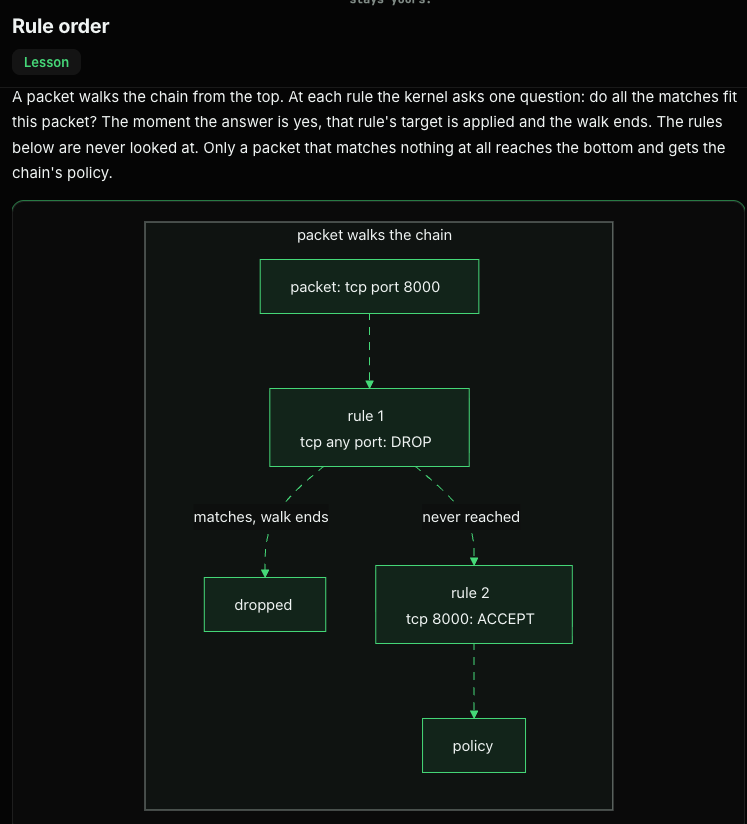 stays yours.
Rule order
Lesson
A packet walks the chain from the top. At each rule the kernel asks one question: do all the matches fit
this packet? The moment the answer is yes, that rule's target is applied and the walk ends. The rules
below are never looked at. Only a packet that matches nothing at all reaches the bottom and gets the
chain's policy.
packet walks the chain
packet: tcp port 8000
rule 1
tcp any port: DROP
matches, walk ends
never reached
dropped
rule 2
tcp 8000: ACCEPT
policy